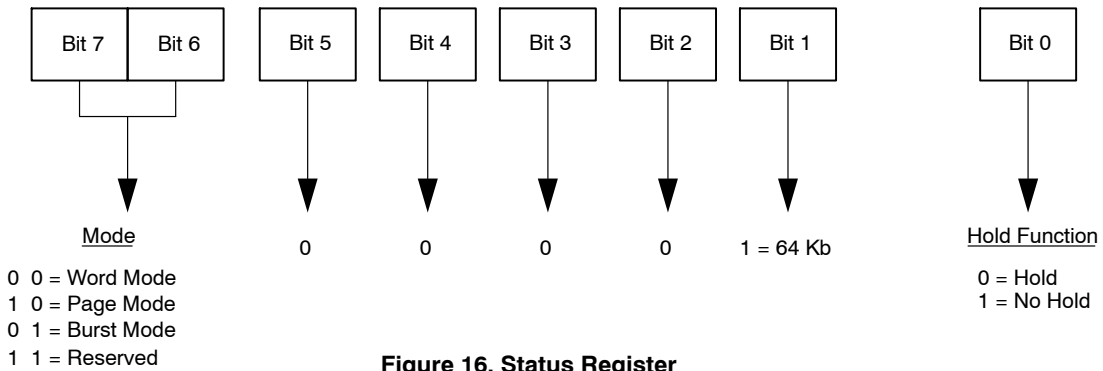 Bit 7 Bit 6 Bit 5 Bit 4 Bit 3 Bit 2 Bit 1 Bit 0
Mode 0 0 0 0 1 = 64 Kb Hold Function
0 0 = Word Mode
1 0 = Page Mode
0 1 = Burst Mode
1 1 = Reserved
0 = Hold
1 = No Hold
Figure 16. Status Register